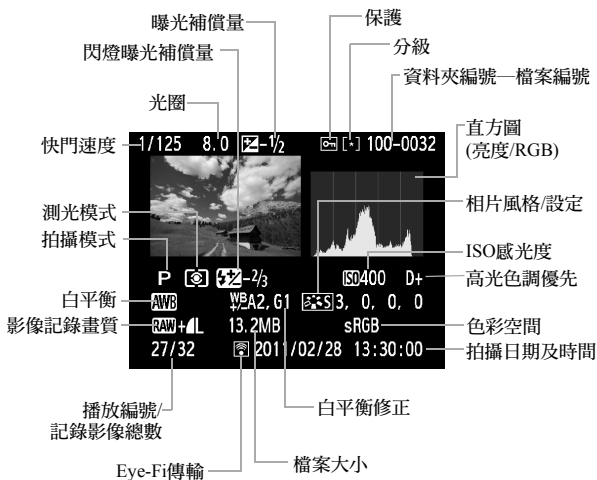 曝光補償量
保護
閃燈曝光補償量
分級
資料夾編號—檔案編號
光圈
快門速度
1/125 8.0 -1/2 [*] 100-0032
直方圖
(亮度/RGB)
測光模式
相片風格/設定
拍攝模式
ISO感光度
P -2/3 ISO400 D+
高光色調優先
白平衡
AWB WB+/-A2, G1 S3, 0, 0, 0
影像記錄畫質
RAW+L 13.2MB sRGB
色彩空間
27/32 2011/02/28 13:30:00
拍攝日期及時間
播放編號/
記錄影像總數
白平衡修正
Eye-Fi傳輸
檔案大小